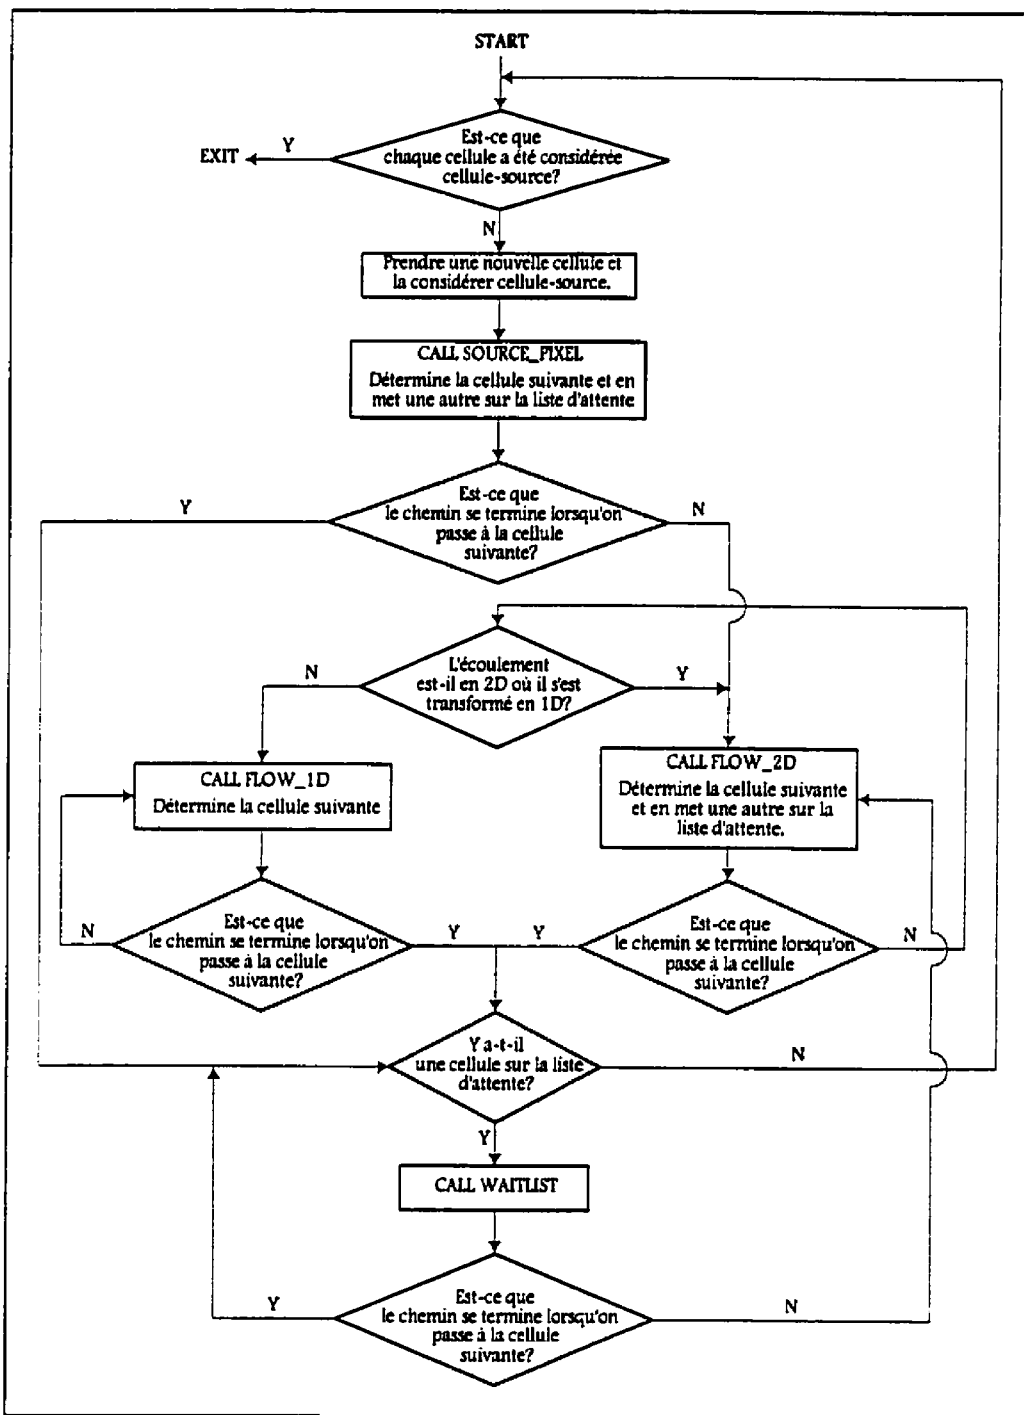 START
Est-ce que
chaque cellule a été considérée
cellule-source?
Y
EXIT
N
Prendre une nouvelle cellule et
la considérer cellule-source.
CALL SOURCE_PIXEL
Détermine la cellule suivante et en
met une autre sur la liste d'attente
Est-ce que
le chemin se termine lorsqu'on
passe à la cellule
suivante?
Y
N
L'écoulement
est-il en 2D où il s'est
transformé en 1D?
N
Y
CALL FLOW_1D
Détermine la cellule suivante
CALL FLOW_2D
Détermine la cellule suivante
et en met une autre sur la
liste d'attente.
Est-ce que
le chemin se termine lorsqu'on
passe à la cellule
suivante?
N
Y
Y
Est-ce que
le chemin se termine lorsqu'on
passe à la cellule
suivante?
N
Y a-t-il
une cellule sur la liste
d'attente?
N
Y
CALL WAITLIST
Est-ce que
le chemin se termine lorsqu'on
passe à la cellule
suivante?
Y
N